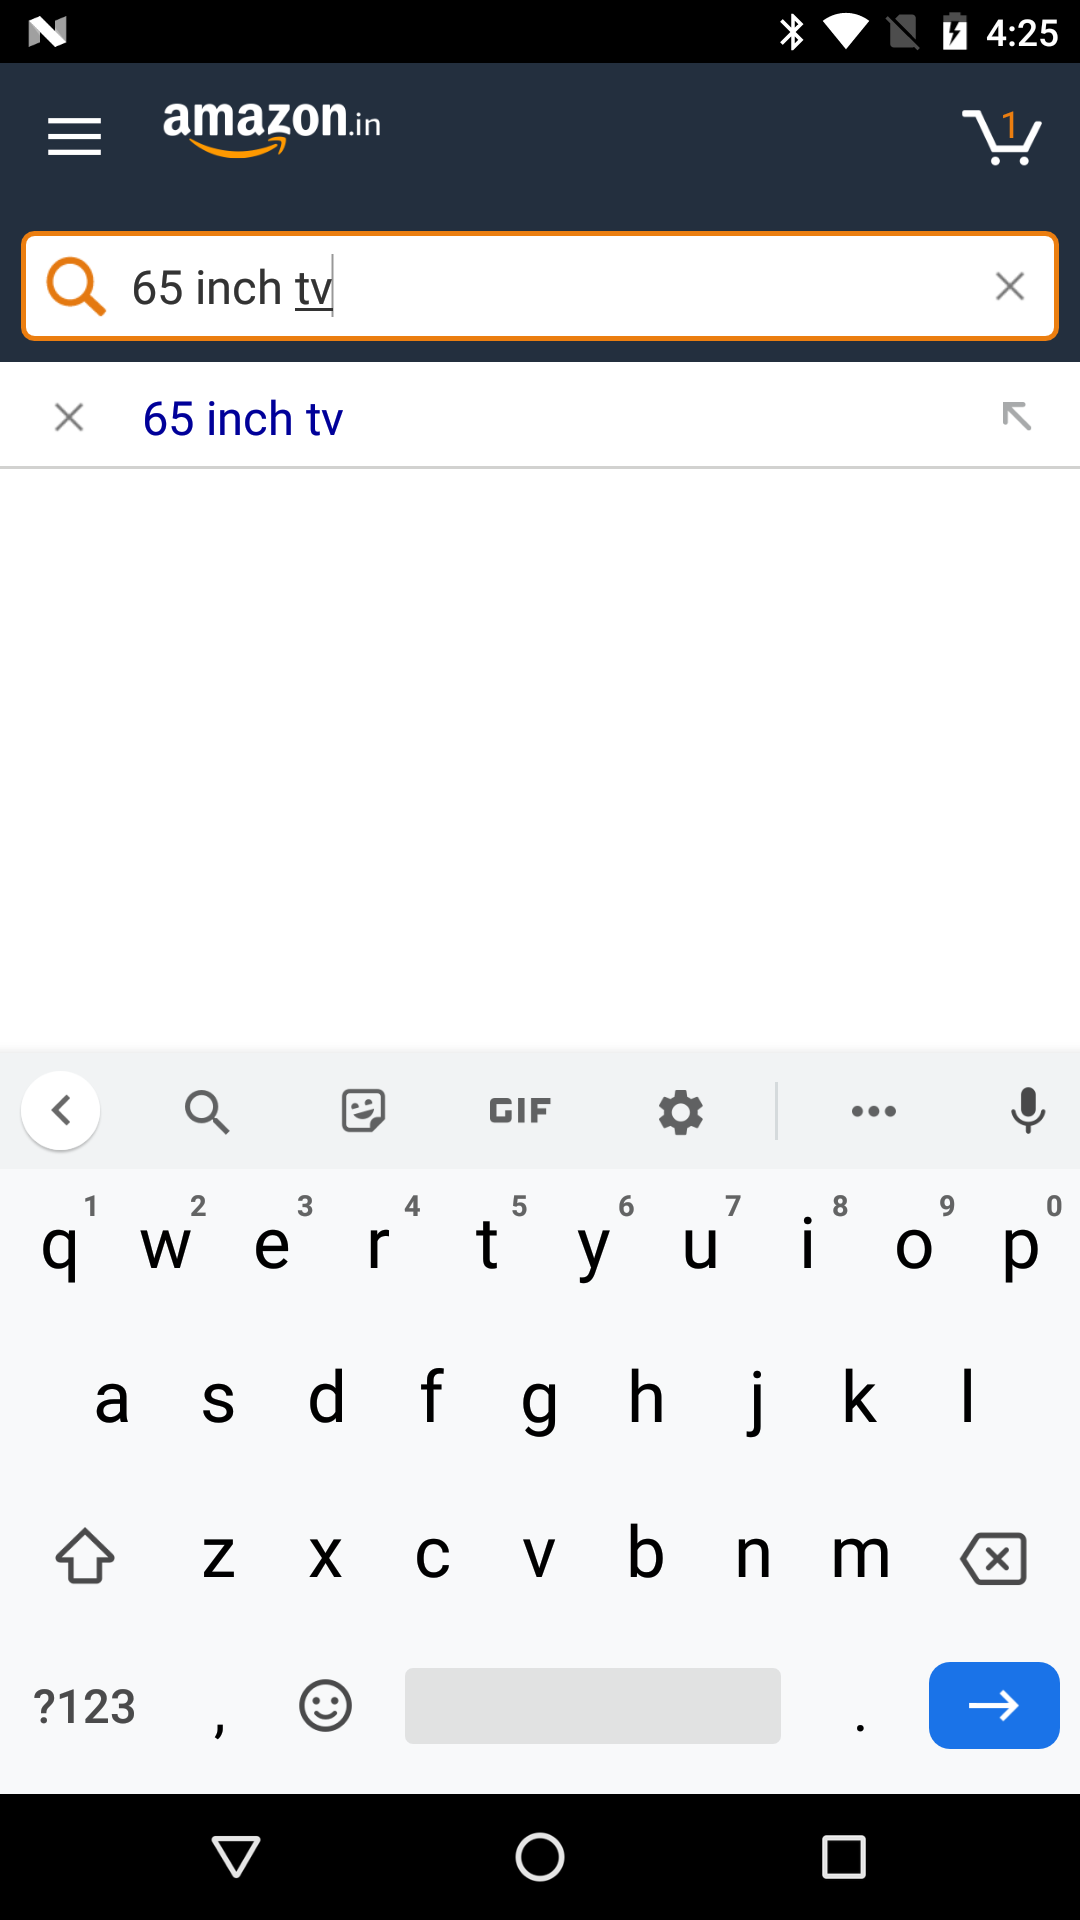 4:25
amazon.in
1
65 inch tv
65 inch tv
GIF
1 2 3 4 5 6 7 8 9 0
q w e r t y u i o p
a s d f g h j k l
z x c v b n m
?123 , .